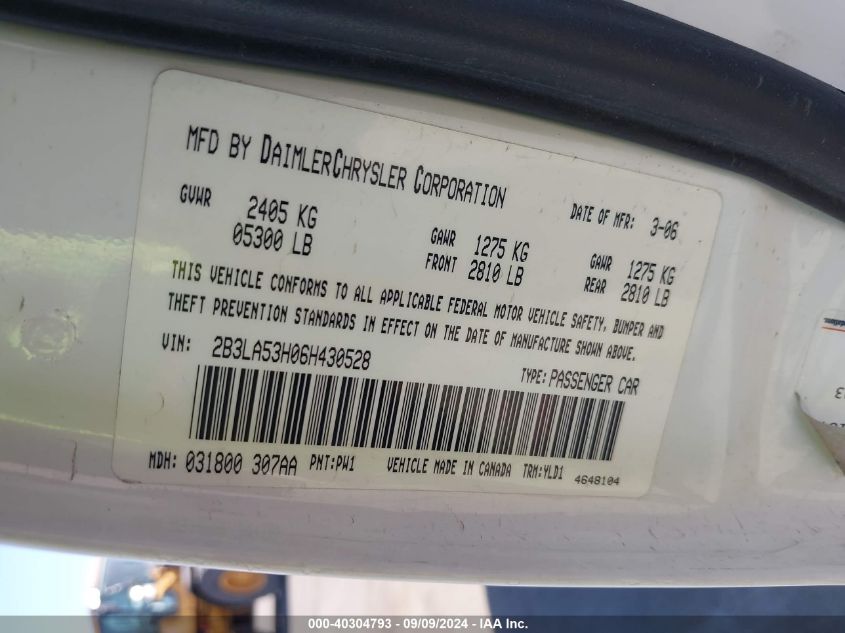 MFD BY DAIMLERCHRYSLER CORPORATION
DATE OF MFR: 3-06
GVWR 2405 KG 05300 LB
GAWR FRONT 1275 KG 2810 LB
GAWR REAR 1275 KG 2810 LB
THIS VEHICLE CONFORMS TO ALL APPLICABLE FEDERAL MOTOR VEHICLE SAFETY, BUMPER AND
THEFT PREVENTION STANDARDS IN EFFECT ON THE DATE OF MANUFACTURE SHOWN ABOVE.
VIN: 2B3LA53H06H430528
TYPE: PASSENGER CAR
MDH: 031800 307AA PNT:PW1 VEHICLE MADE IN CANADA TRM:YLD1 4648104
000-40304793 - 09/09/2024 - IAA Inc.